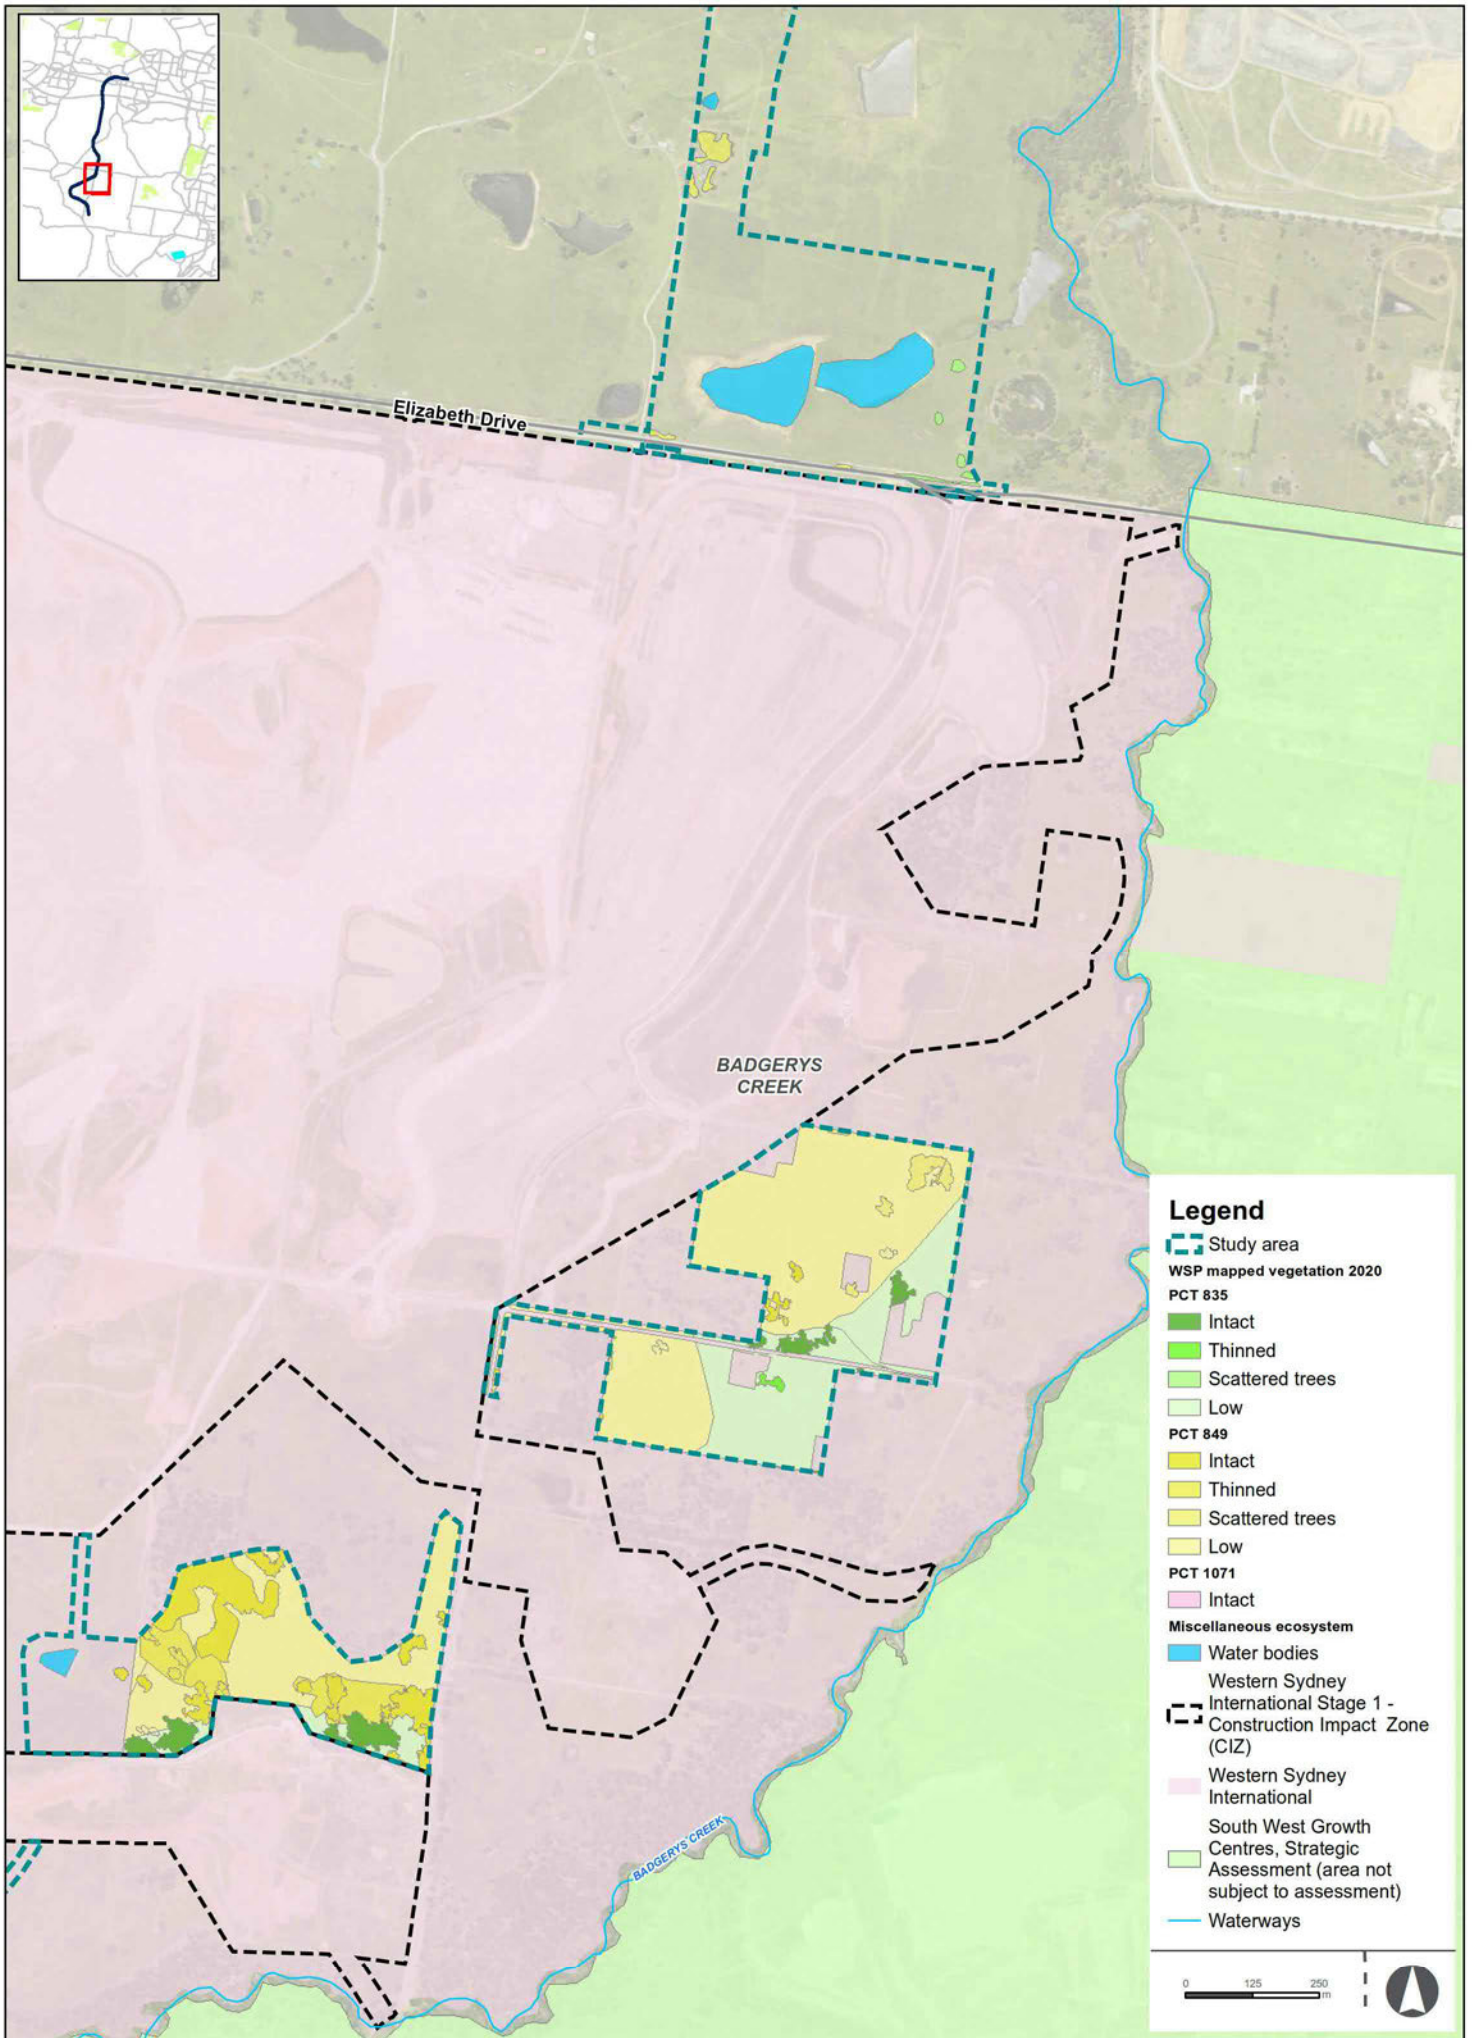 Elizabeth Drive
BADGERYS
CREEK
BADGERYS CREEK
Legend
Study area
WSP mapped vegetation 2020
PCT 835
Intact
Thinned
Scattered trees
Low
PCT 849
Intact
Thinned
Scattered trees
Low
PCT 1071
Intact
Miscellaneous ecosystem
Water bodies
Western Sydney
International Stage 1 -
Construction Impact Zone
(CIZ)
Western Sydney
International
South West Growth
Centres, Strategic
Assessment (area not
subject to assessment)
Waterways
0 125 250
m